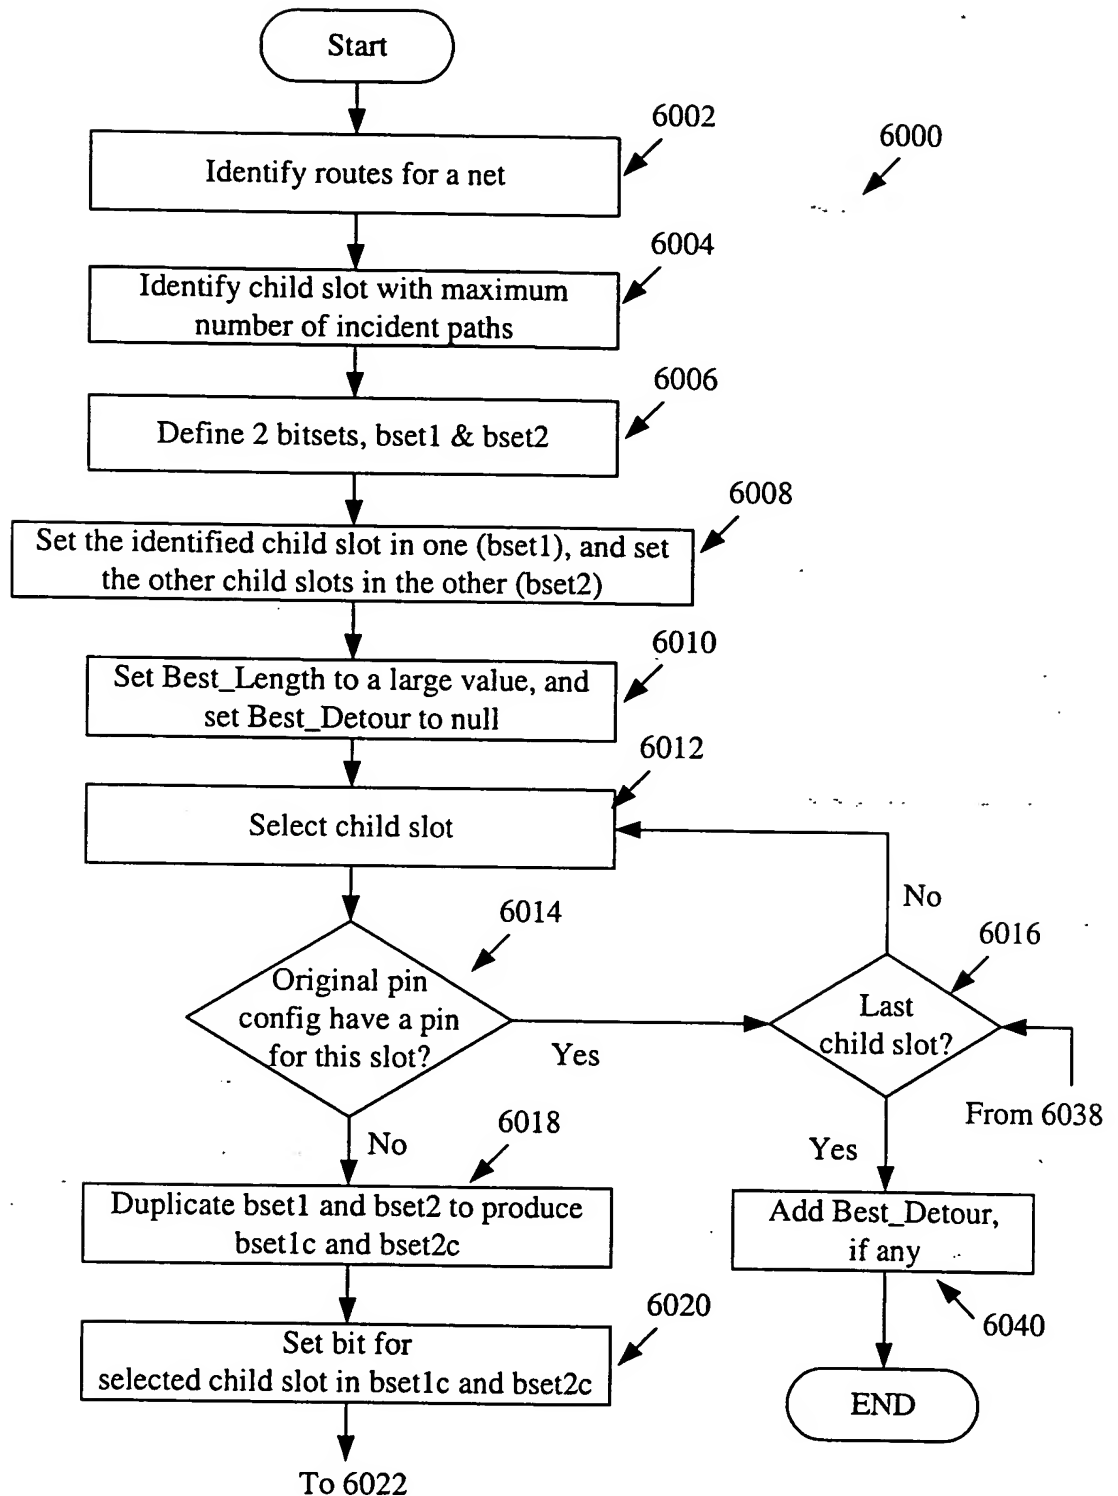 Start
6002
6000
Identify routes for a net
6004
Identify child slot with maximum
number of incident paths
6006
Define 2 bitsets, bset1 & bset2
6008
Set the identified child slot in one (bset1), and set
the other child slots in the other (bset2)
6010
Set Best_Length to a large value, and
set Best_Detour to null
6012
Select child slot
No
6014
6016
Original pin
config have a pin
for this slot?
Yes
Last
child slot?
From 6038
No
6018
Yes
Duplicate bset1 and bset2 to produce
bset1c and bset2c
Add Best_Detour,
if any
6020
6040
Set bit for
selected child slot in bset1c and bset2c
END
To 6022